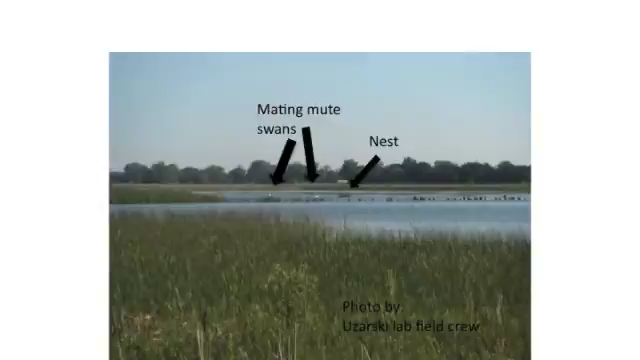 Mating mute
swans
Nest
Photo by:
Uzarski lab field crew